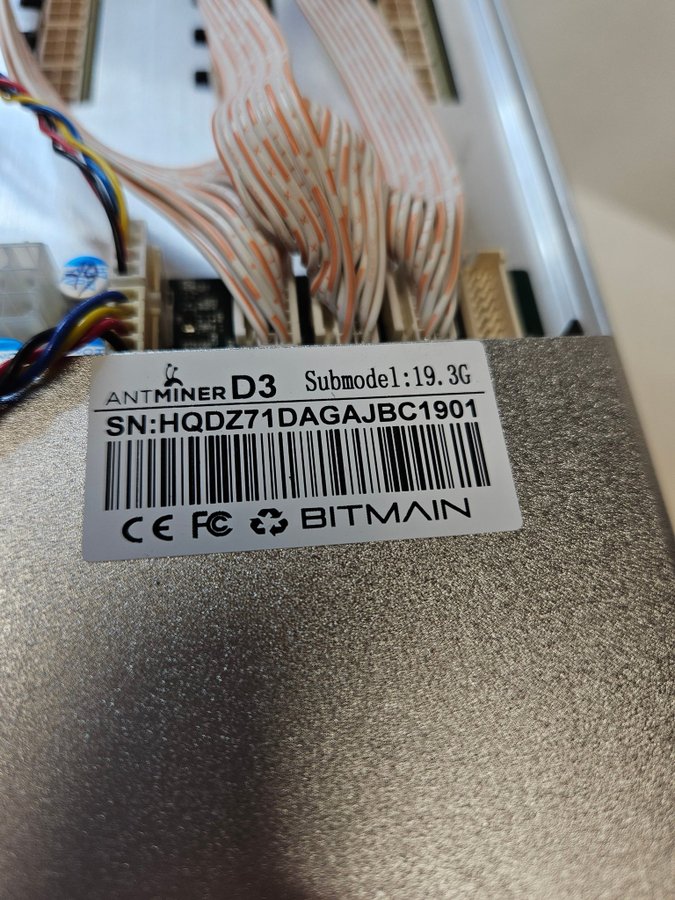 ANTMINER D3 Submodel:19.3G
SN:HQDZ71DAGAJBC1901
CE FC BITMAIN